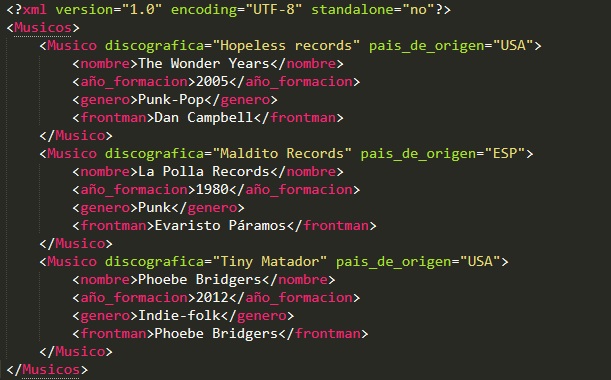 <?xml version="1.0" encoding="UTF-8" standalone="no"?>
<Musicos>
<Musico discografica="Hopeless records" pais_de_origen="USA">
<nombre>The Wonder Years</nombre>
<año_formacion>2005</año_formacion>
<genero>Punk-Pop</genero>
<frontman>Dan Campbell</frontman>
</Musico>
<Musico discografica="Maldito Records" pais_de_origen="ESP">
<nombre>La Polla Records</nombre>
<año_formacion>1980</año_formacion>
<genero>Punk</genero>
<frontman>Evaristo Páramos</frontman>
</Musico>
<Musico discografica="Tiny Matador" pais_de_origen="USA">
<nombre>Phoebe Bridgers</nombre>
<año_formacion>2012</año_formacion>
<genero>Indie-folk</genero>
<frontman>Phoebe Bridgers</frontman>
</Musico>
</Musicos>